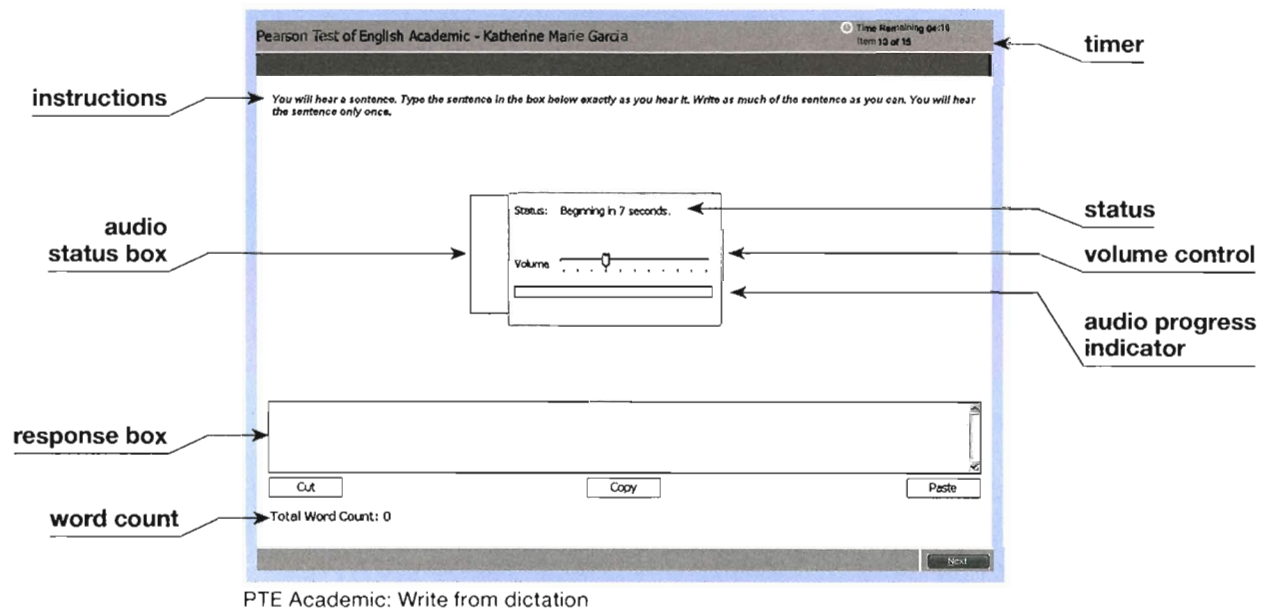 Pearson Test of English Academic - Katherine Marie Garcia
Time Remaining 04:16
Item 13 of 15
timer
instructions
You will hear a sentence. Type the sentence in the box below exactly as you hear it. Write as much of the sentence as you can. You will hear
the sentence only once.
audio
status box
Status: Beginning in 7 seconds.
status
Volume
volume control
audio progress
indicator
response box
Cut
Copy
Paste
word count
Total Word Count: 0
Next
PTE Academic: Write from dictation